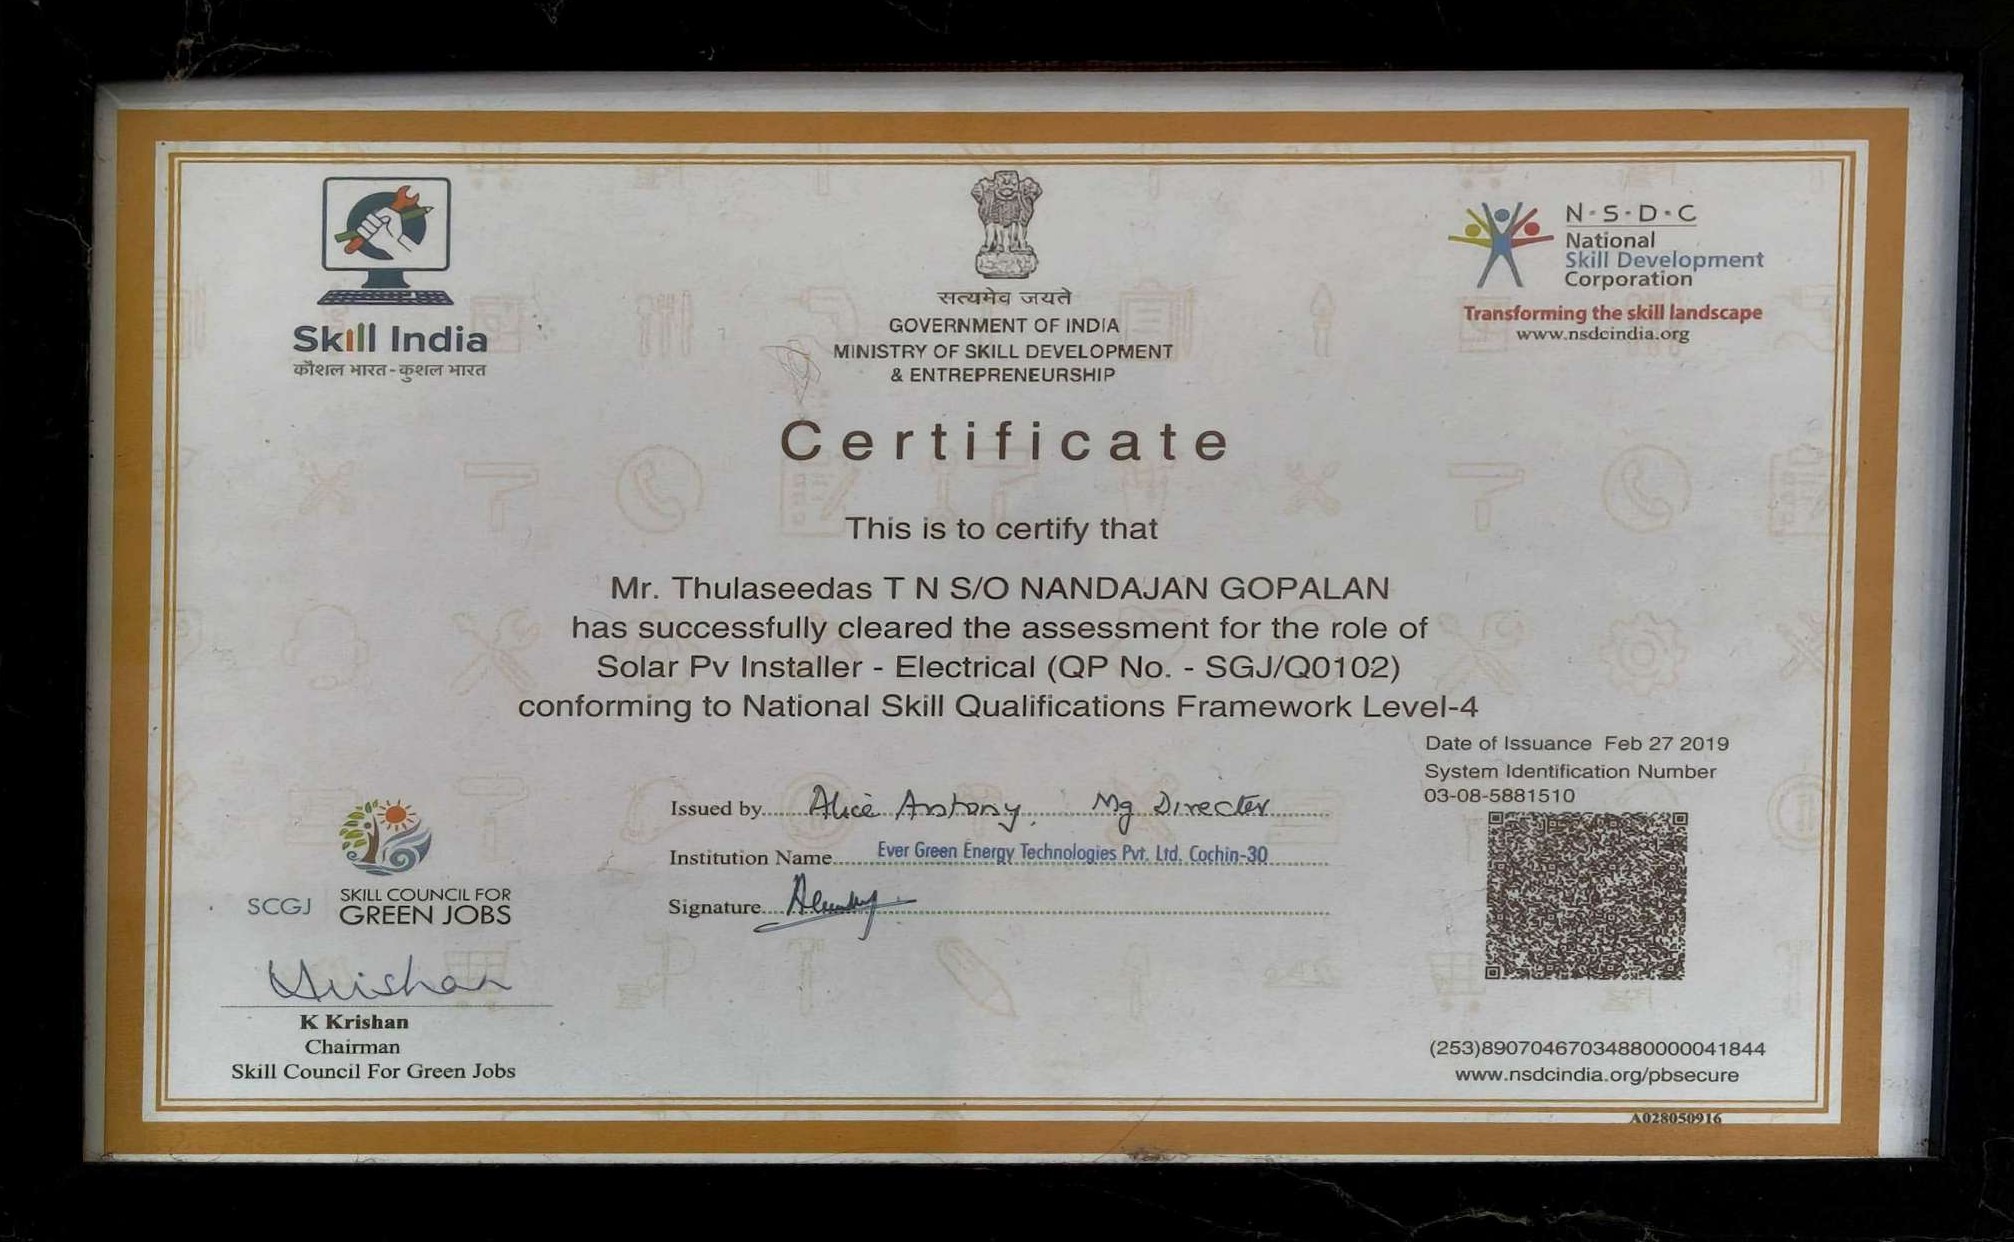 Skill India
कौशल भारत - कुशल भारत
सत्यमेव जयते
GOVERNMENT OF INDIA
MINISTRY OF SKILL DEVELOPMENT
& ENTREPRENEURSHIP
N·S·D·C
National
Skill Development
Corporation
Transforming the skill landscape
www.nsdcindia.org
Certificate
This is to certify that
Mr. Thulaseedas T N S/O NANDAJAN GOPALAN
has successfully cleared the assessment for the role of
Solar Pv Installer - Electrical (QP No. - SGJ/Q0102)
conforming to National Skill Qualifications Framework Level-4
Date of Issuance Feb 27 2019
System Identification Number
03-08-5881510
Issued by Alice Antony. Mg Director
Institution Name Ever Green Energy Technologies Pvt. Ltd. Cochin-30
Signature
SCGJ
SKILL COUNCIL FOR
GREEN JOBS
Krishan
K Krishan
Chairman
Skill Council For Green Jobs
(253)89070467034880000041844
www.nsdcindia.org/pbsecure
A028050916